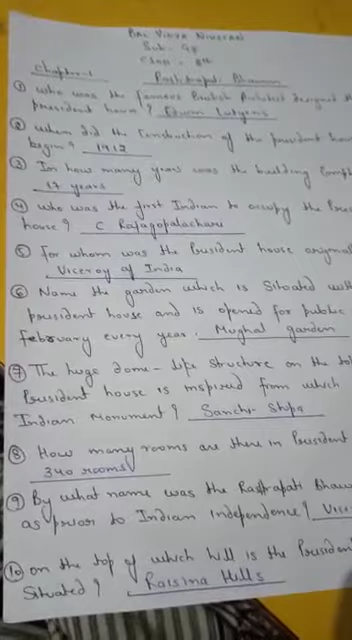 Bal Vidya Niketan
Sub - GK
Class - 8th
Chapter-1 Rashtrapati Bhawan
① Who was the famous British Architect designed the
president house? Edwin Lutyens
② When did the Construction of the president house
begin? 1912
③ In how many years was the building Comple
17 years
④ Who was the first Indian to occupy the Pres
house? C Rajagopalachari
⑤ for whom was the President house original
Viceroy of India
⑥ Name the garden which is Situated with
president house and is opened for public
february every year. Mughal garden
⑦ The huge dome - like structure on the to
President house is inspired from which
Indian Monument? Sanchi Stupa
⑧ How many rooms are there in President
340 rooms
⑨ By what name was the Rashtrapati Bhaw
as prior to Indian independence? Vice
⑩ on the top of which hill is the Presiden
Situated? Raisina Hills